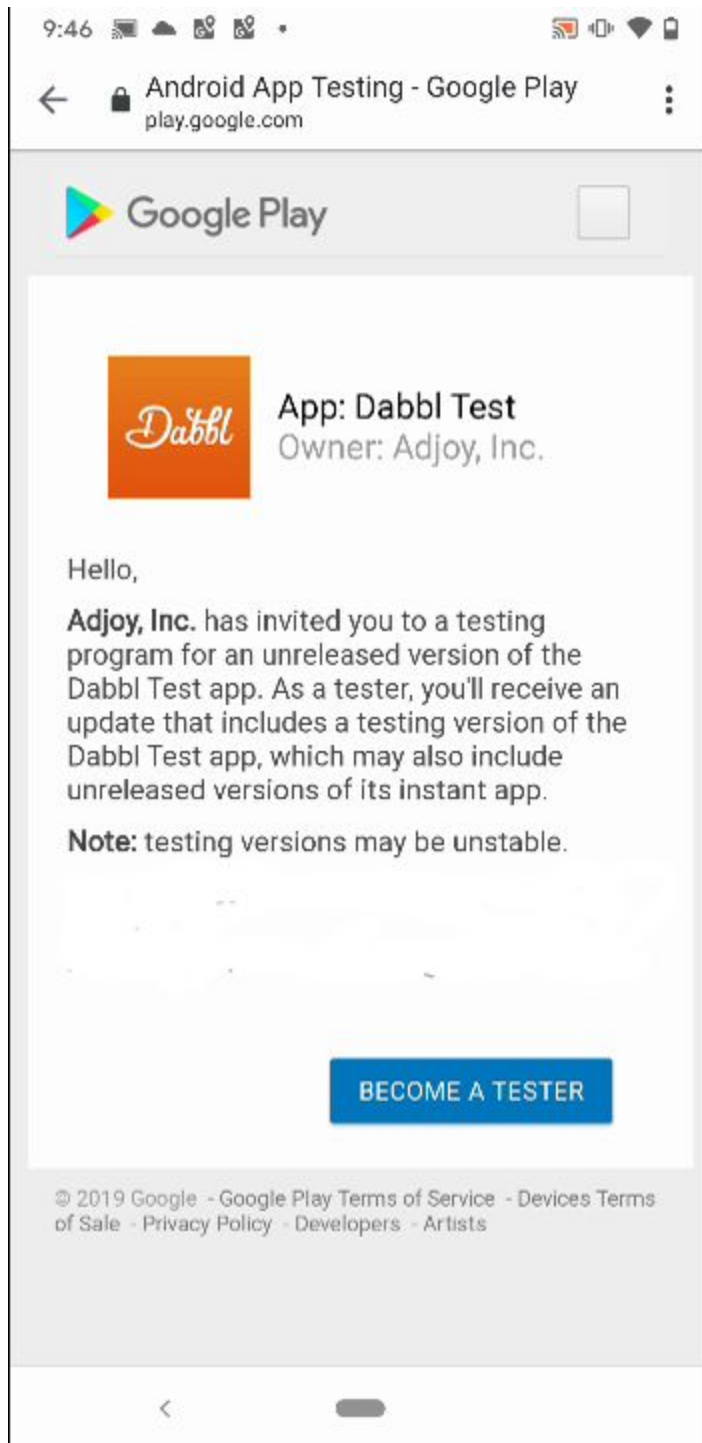 9:46
Android App Testing - Google Play
play.google.com
Google Play
Dabbl
App: Dabbl Test
Owner: Adjoy, Inc.
Hello,
Adjoy, Inc. has invited you to a testing
program for an unreleased version of the
Dabbl Test app. As a tester, you'll receive an
update that includes a testing version of the
Dabbl Test app, which may also include
unreleased versions of its instant app.
Note: testing versions may be unstable.
BECOME A TESTER
© 2019 Google - Google Play Terms of Service - Devices Terms
of Sale - Privacy Policy - Developers - Artists